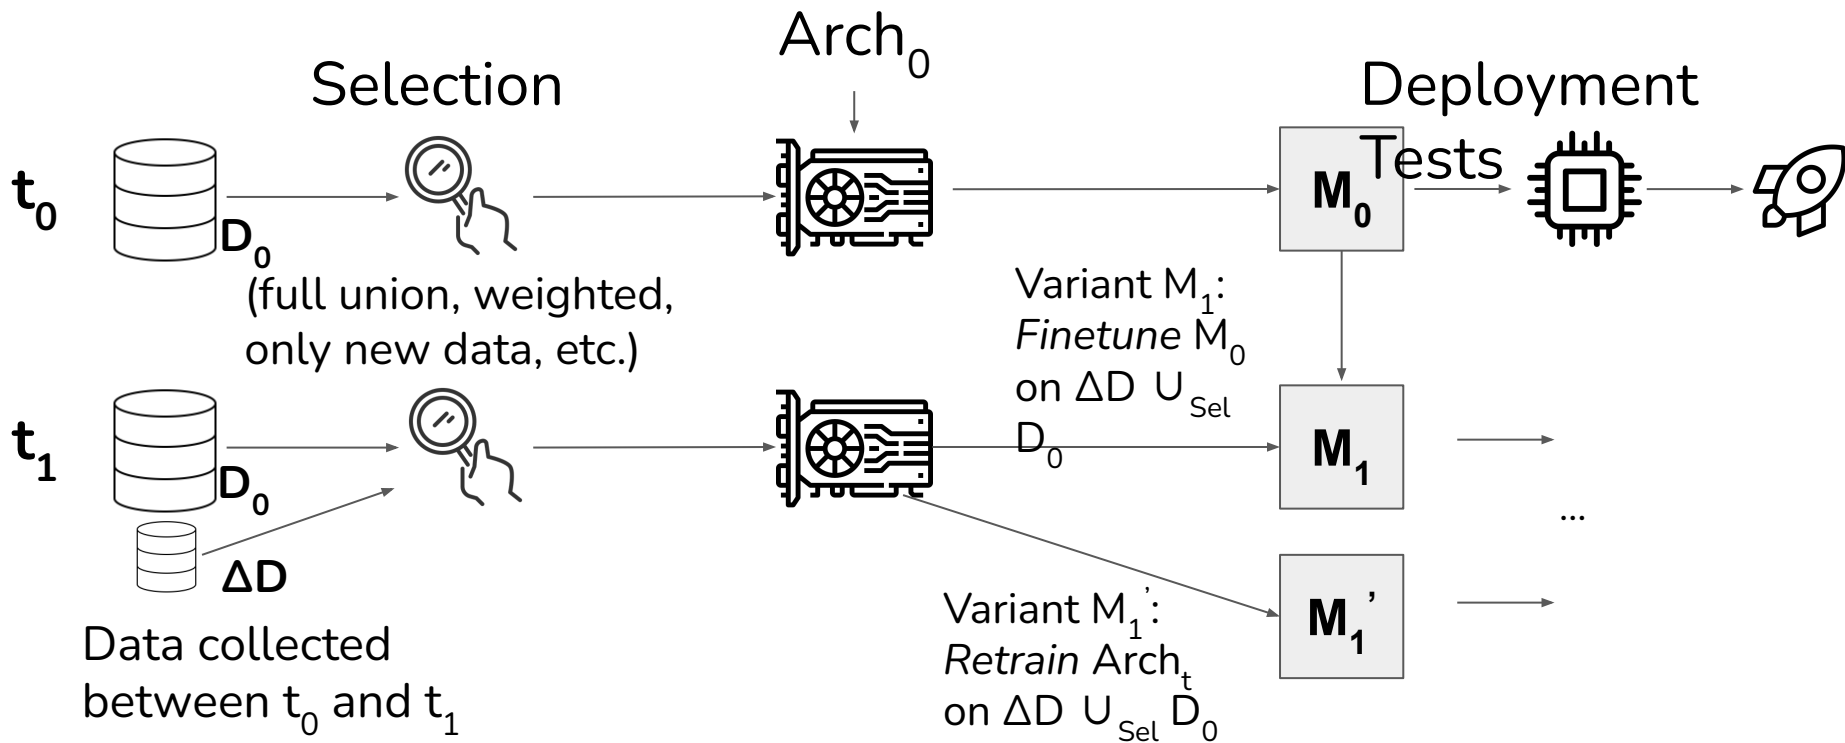 Arch₀
Selection
Deployment
Tests
t₀
D₀
M₀
(full union, weighted,
only new data, etc.)
Variant M₁:
Finetune M₀
on ΔD U Sel
D₀
t₁
D₀
M₁
...
ΔD
Data collected
between t₀ and t₁
Variant M₁’:
Retrain Archₜ
on ΔD U Sel D₀
M₁’